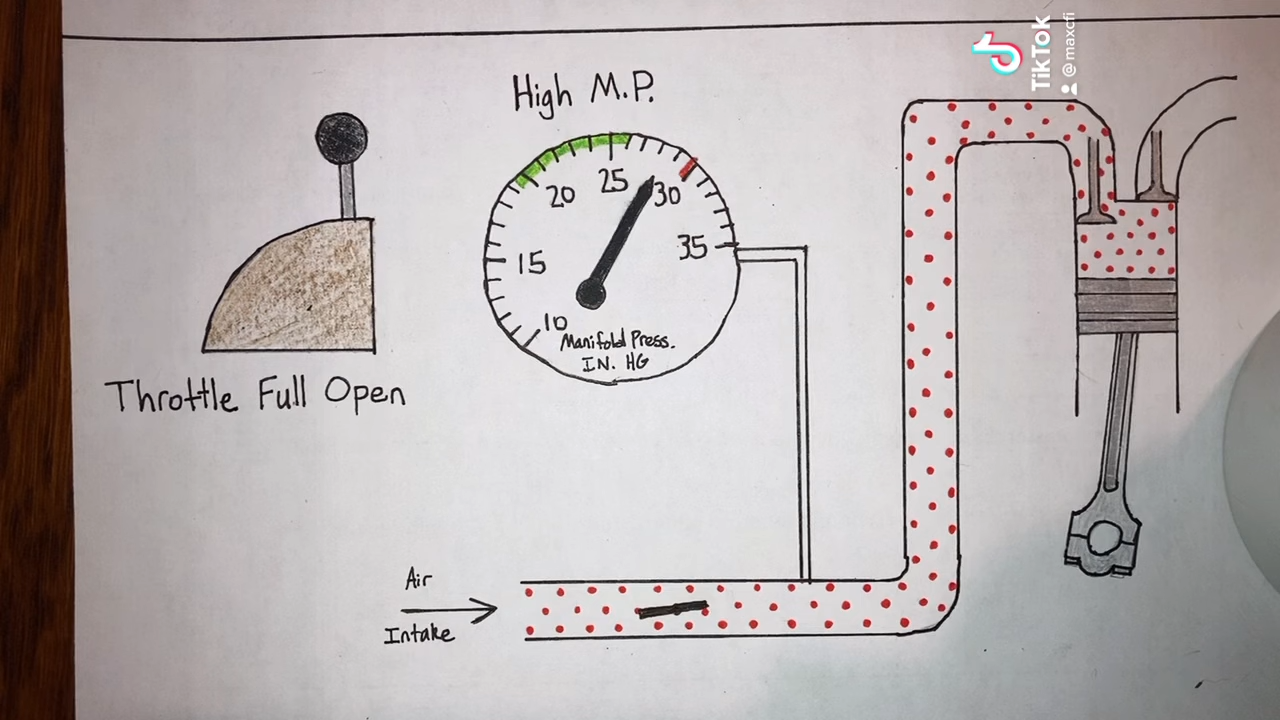 High M.P.
20
25
30
15
35
10
Manifold Press.
IN. HG
Throttle Full Open
Air
Intake
TikTok
@maxcfi